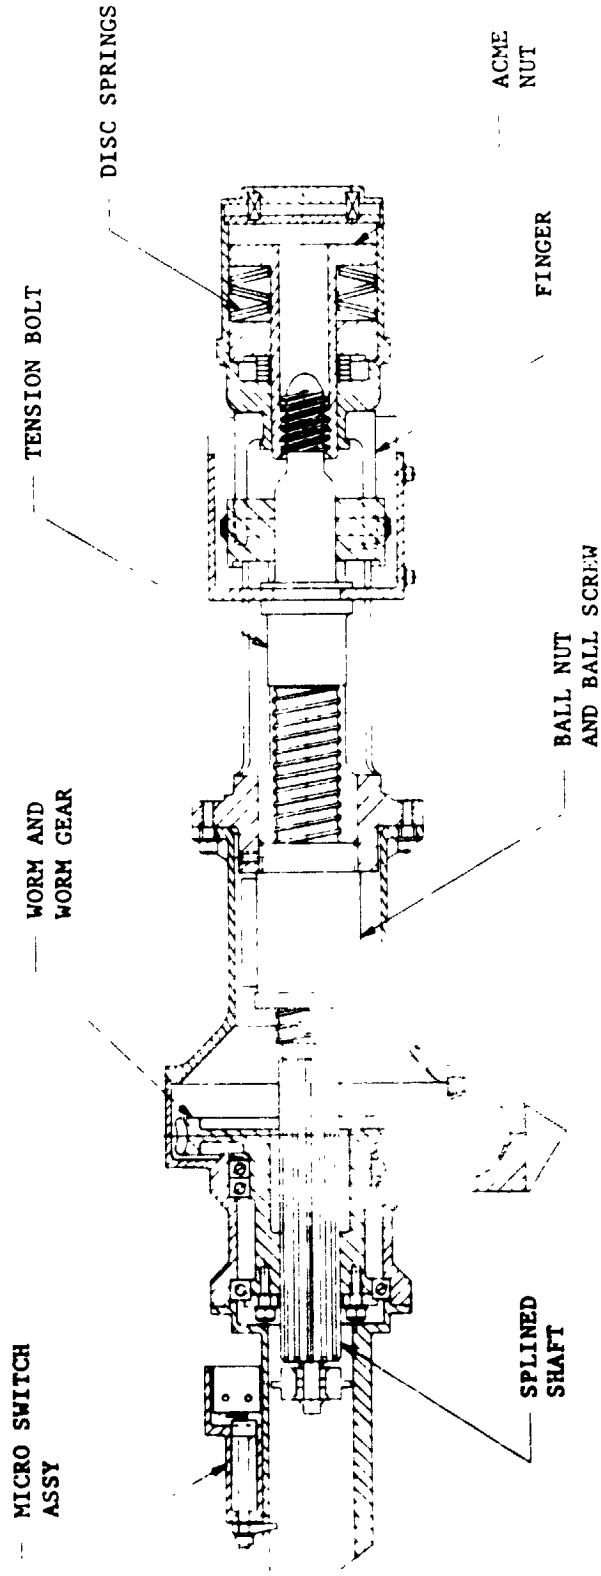 MICRO SWITCH
ASSY
WORM AND
WORM GEAR
TENSION BOLT
DISC SPRINGS
SPLINED
SHAFT
BALL NUT
AND BALL SCREW
FINGER
ACME
NUT